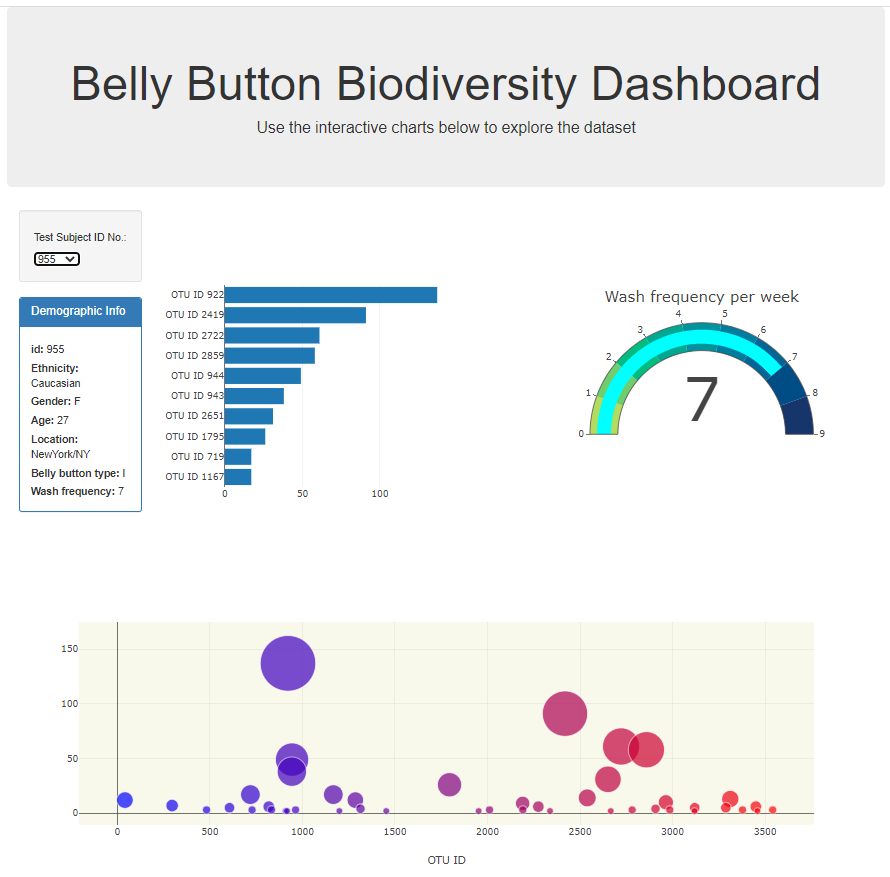 Belly Button Biodiversity Dashboard
Use the interactive charts below to explore the dataset
Test Subject ID No.:
955
Demographic Info
id: 955
Ethnicity:
Caucasian
Gender: F
Age: 27
Location:
NewYork/NY
Belly button type: I
Wash frequency: 7
OTU ID 922
OTU ID 2419
OTU ID 2722
OTU ID 2859
OTU ID 944
OTU ID 943
OTU ID 2651
OTU ID 1795
OTU ID 719
OTU ID 1167
0 50 100
Wash frequency per week
0
1
2
3
4
5
6
7
8
9
7
150
100
50
0
0 500 1000 1500 2000 2500 3000 3500
OTU ID